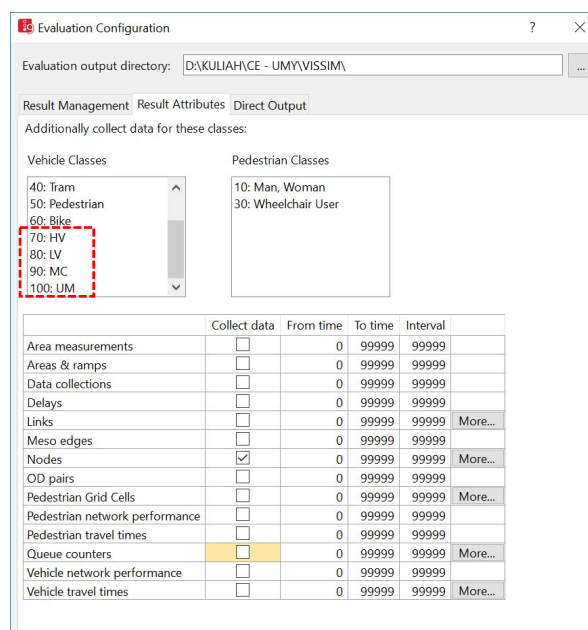 Evaluation Configuration ?
Evaluation output directory: D:\KULIAH\CE - UMY\VISSIM\ ...
Result Management Result Attributes Direct Output
Additionally collect data for these classes:
Vehicle Classes Pedestrian Classes
40: Tram 10: Man, Woman
50: Pedestrian 30: Wheelchair User
60: Bike
70: HV
80: LV
90: MC
100: UM
Collect data From time To time Interval
Area measurements 0 99999 99999
Areas & ramps 0 99999 99999
Data collections 0 99999 99999
Delays 0 99999 99999
Links 0 99999 99999 More...
Meso edges 0 99999 99999
Nodes 0 99999 99999 More...
OD pairs 0 99999 99999
Pedestrian Grid Cells 0 99999 99999 More...
Pedestrian network performance 0 99999 99999
Pedestrian travel times 0 99999 99999
Queue counters 0 99999 99999 More...
Vehicle network performance 0 99999 99999
Vehicle travel times 0 99999 99999 More...